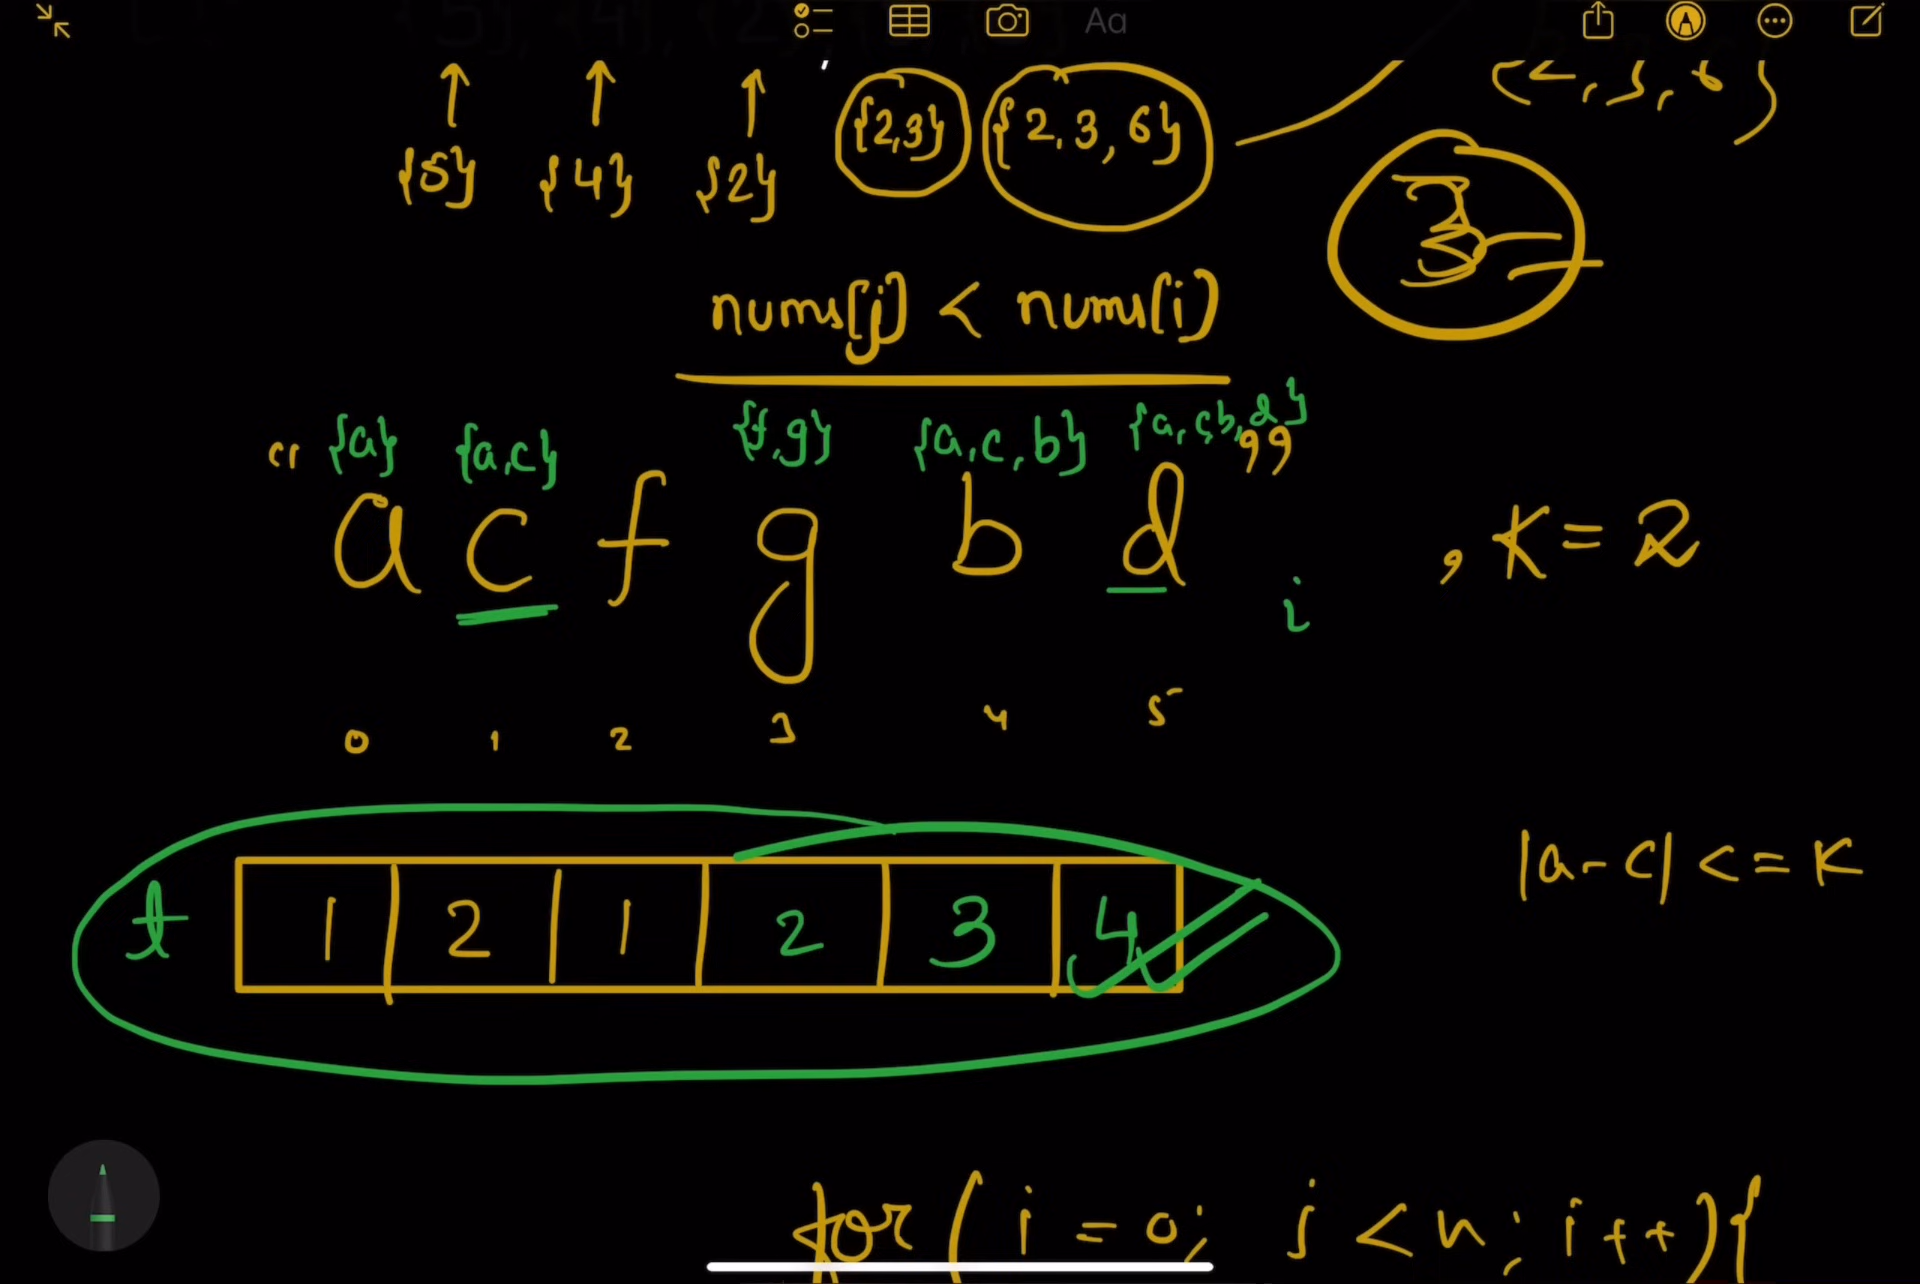 Aa
{2,3} {2,3,6}
{5} {4} {2}
3
nums[j] < nums[i]
{a} {a,c} {f,g} {a,c,b} {a,c,b,d}
" a c f g b d " , K = 2
i
0 1 2 3 4 5
|a - c| <= K
t 1 2 1 2 3 4
for ( i = 0; j < n; i++){